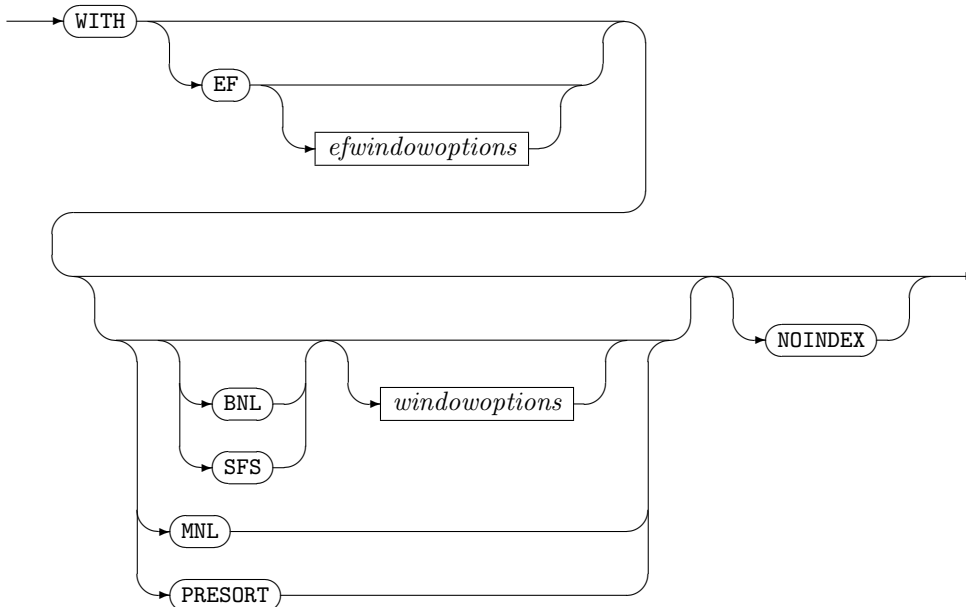 WITH
EF
efwindowoptions
BNL
windowoptions
NOINDEX
SFS
MNL
PRESORT